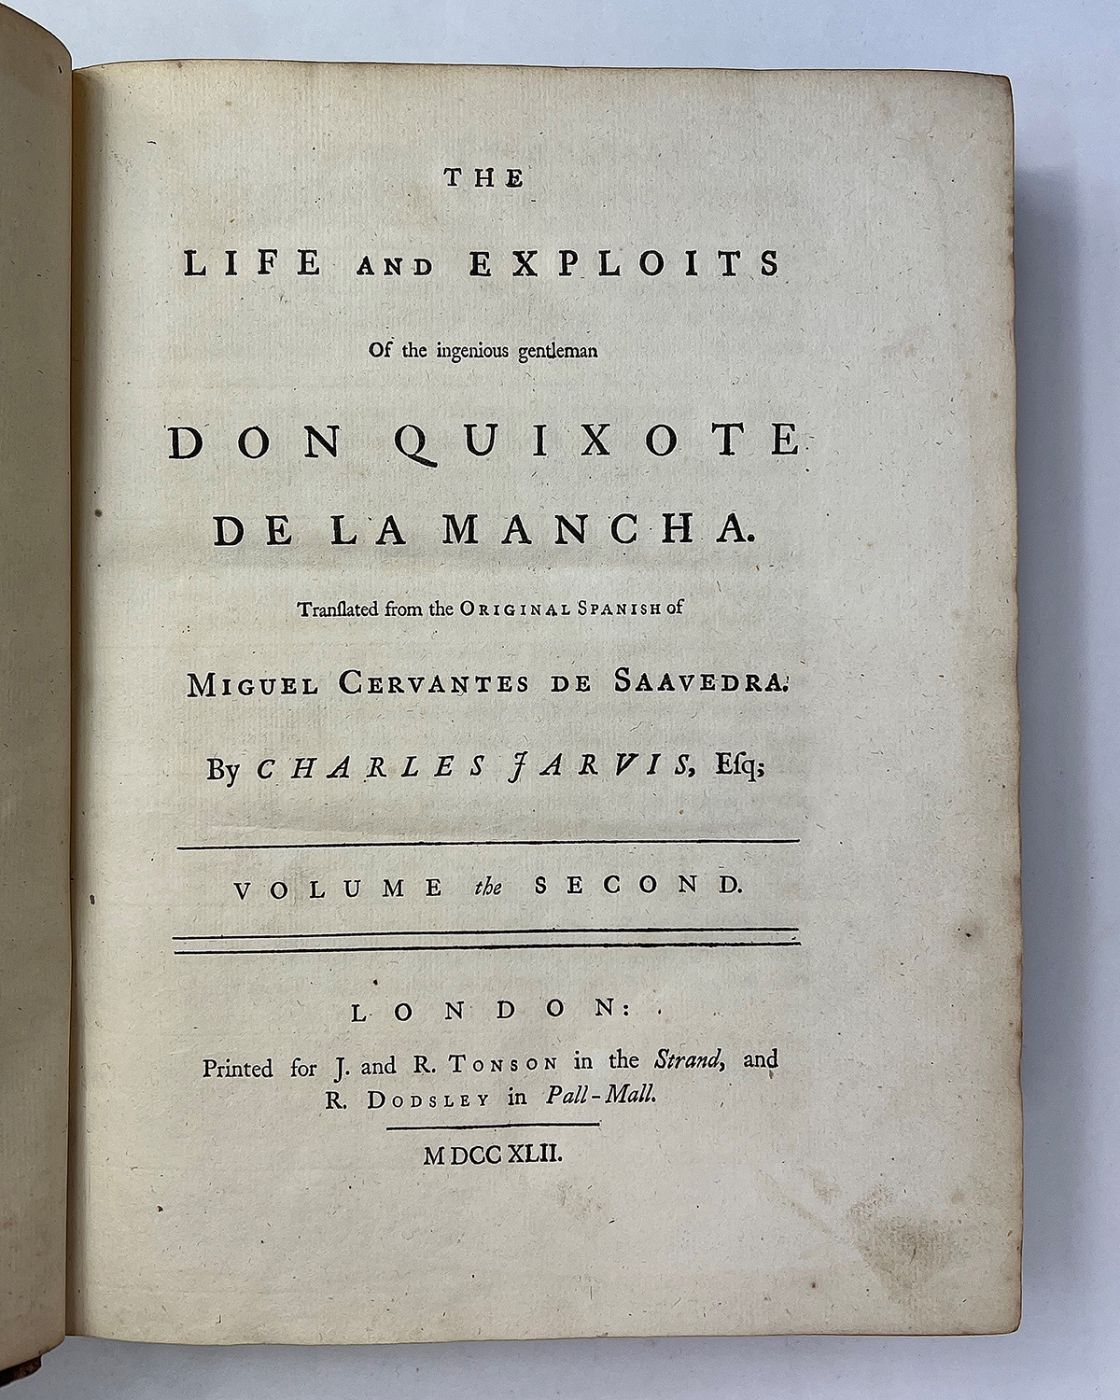 THE
LIFE AND EXPLOITS
Of the ingenious gentleman
DON QUIXOTE
DE LA MANCHA.
Tranſlated from the ORIGINAL SPANISH of
MIGUEL CERVANTES DE SAAVEDRA.
By CHARLES JARVIS, Eſq;
VOLUME the SECOND.
LONDON:
Printed for J. and R. TONSON in the Strand, and
R. DODSLEY in Pall-Mall.
MDCCXLII.